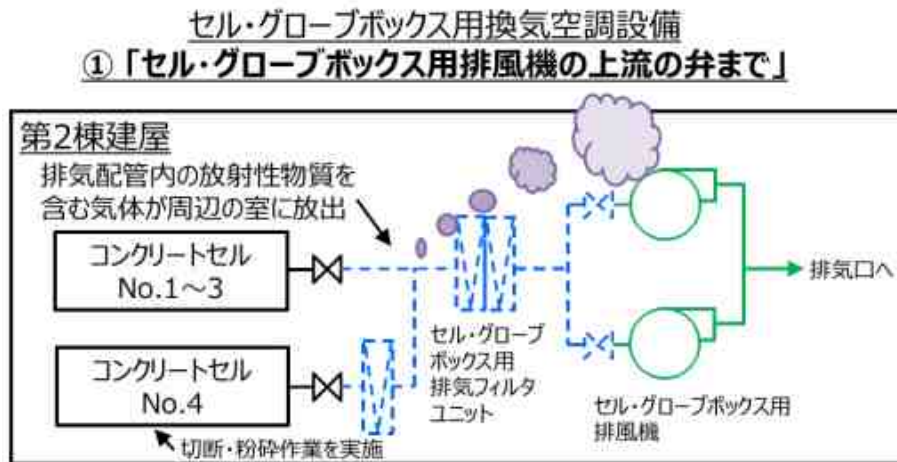 セル・グローブボックス用換気空調設備
①「セル・グローブボックス用排風機の上流の弁まで」
第2棟建屋
排気配管内の放射性物質を
含む気体が周辺の室に放出
コンクリートセル
No.1～3
コンクリートセル
No.4
切断・粉砕作業を実施
セル・グローブ
ボックス用
排気フィルタ
ユニット
セル・グローブボックス用
排風機
排気口へ